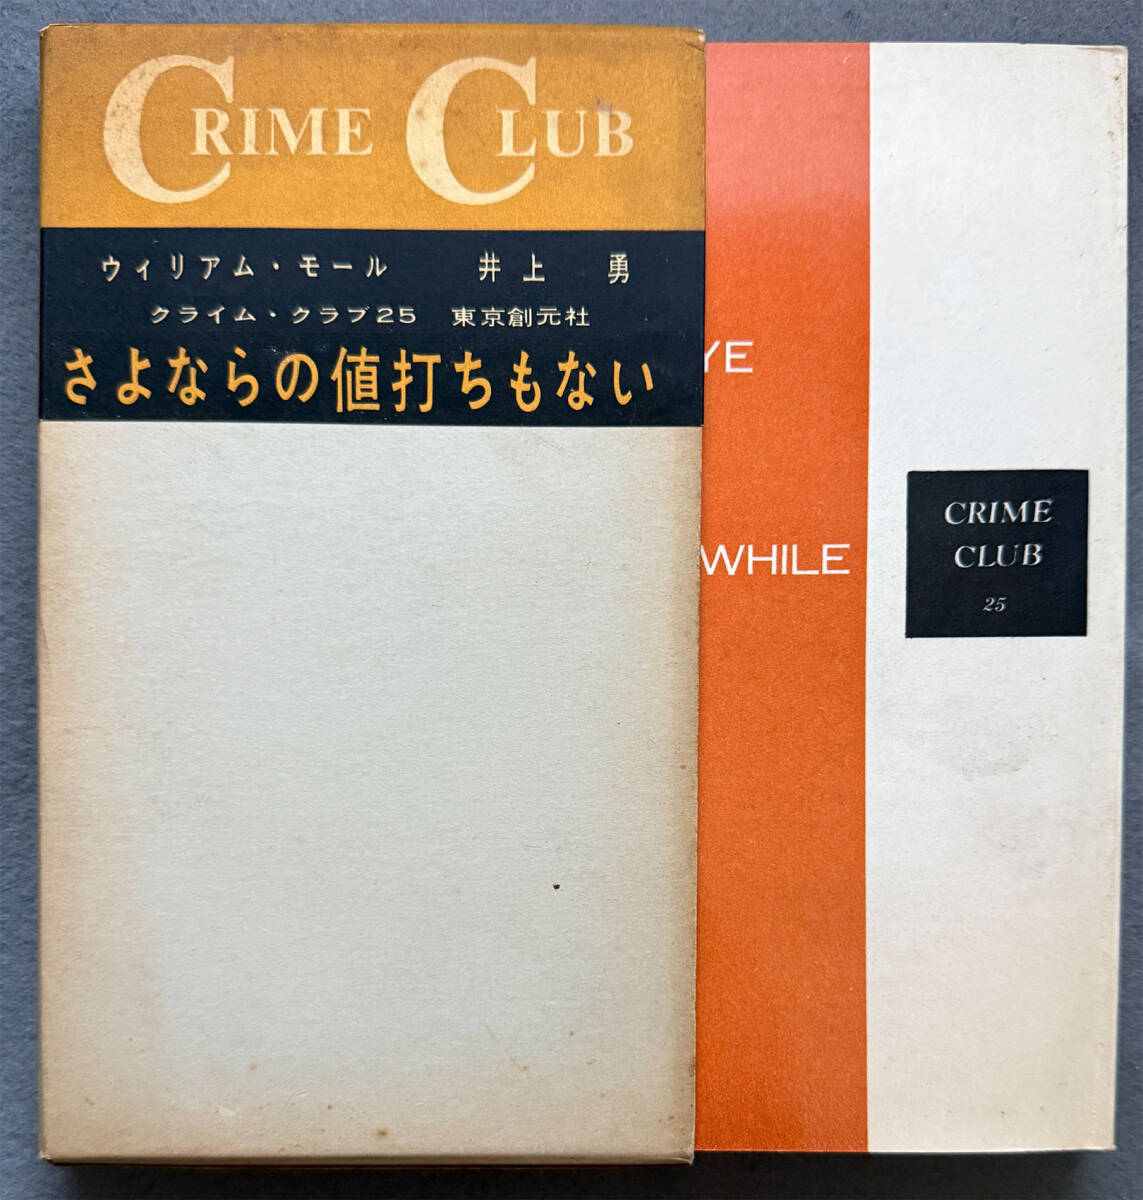 CRIME CLUB
ウィリアム・モール 井上 勇
クライム・クラブ25 東京創元社
さよならの値打ちもない
YE
WHILE
CRIME
CLUB
25